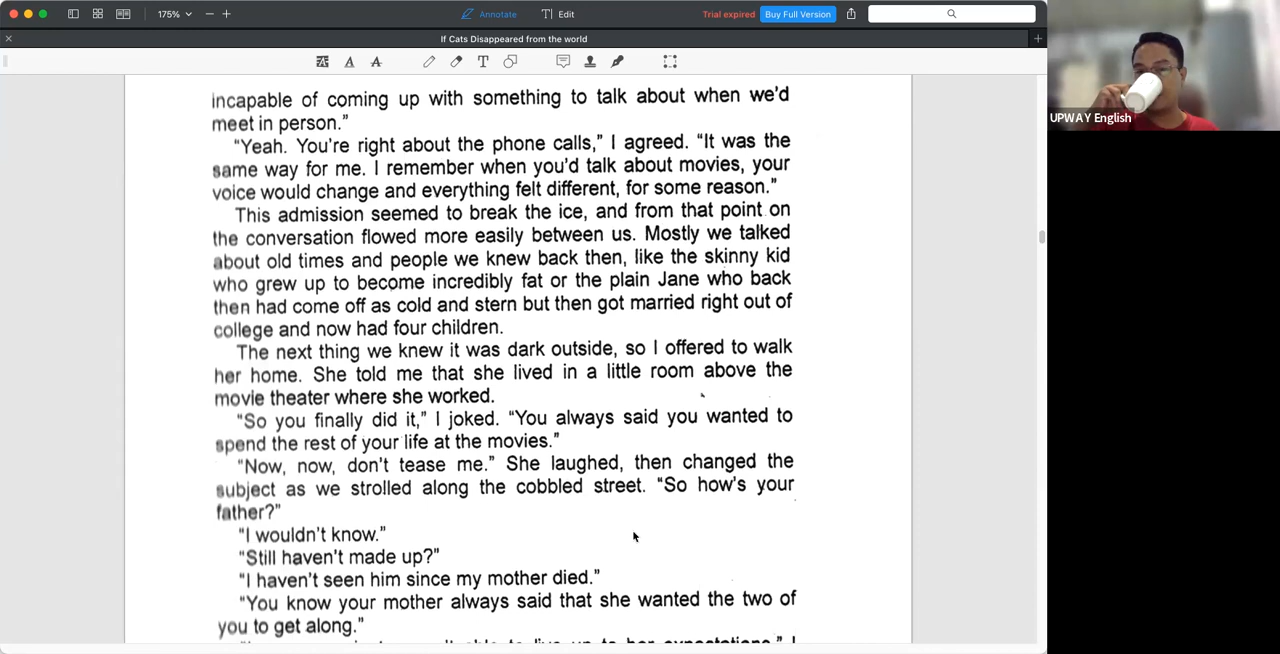 175%
Annotate
Edit
Trial expired
Buy Full Version
If Cats Disappeared from the world
incapable of coming up with something to talk about when we'd
meet in person.”
“Yeah. You're right about the phone calls,” I agreed. “It was the
same way for me. I remember when you'd talk about movies, your
voice would change and everything felt different, for some reason.”
This admission seemed to break the ice, and from that point on
the conversation flowed more easily between us. Mostly we talked
about old times and people we knew back then, like the skinny kid
who grew up to become incredibly fat or the plain Jane who back
then had come off as cold and stern but then got married right out of
college and now had four children.
The next thing we knew it was dark outside, so I offered to walk
her home. She told me that she lived in a little room above the
movie theater where she worked.
“So you finally did it,” I joked. “You always said you wanted to
spend the rest of your life at the movies.”
“Now, now, don't tease me.” She laughed, then changed the
subject as we strolled along the cobbled street. “So how's your
father?”
“I wouldn't know.”
“Still haven't made up?”
“I haven't seen him since my mother died.”
“You know your mother always said that she wanted the two of
you to get along.”
to live up to her expectations.” I
UPWAY English